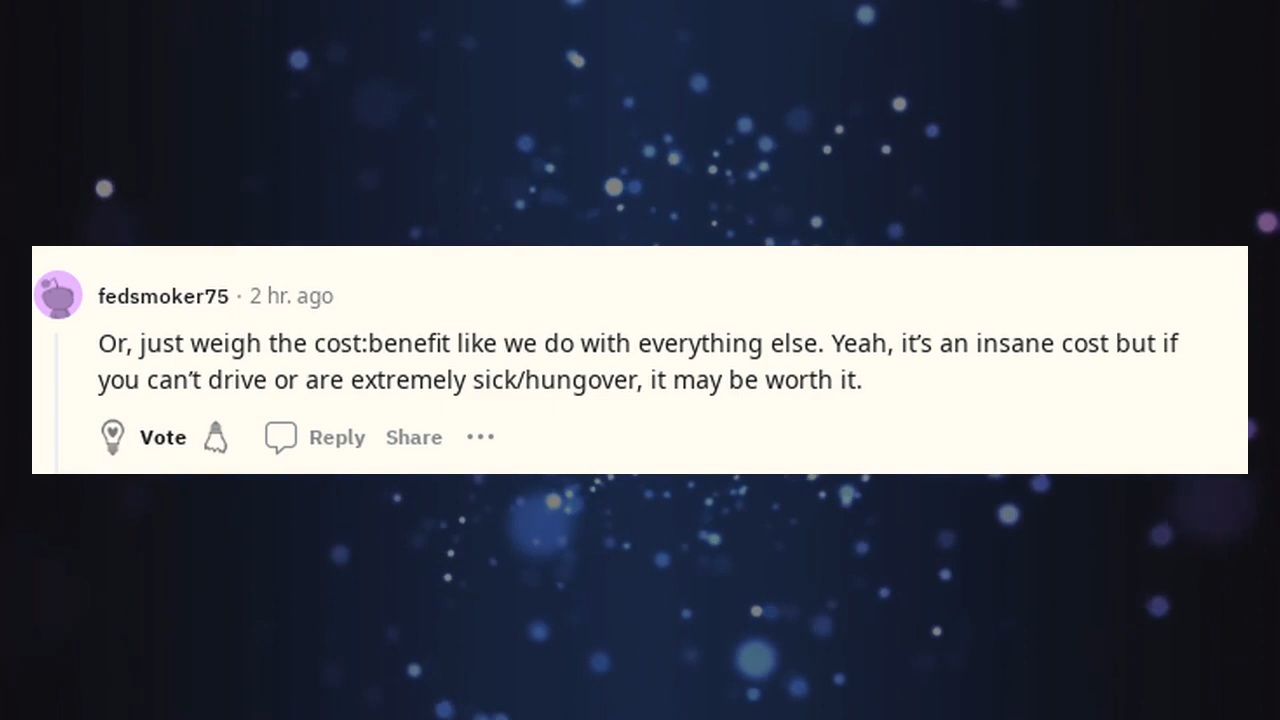 fedsmoker75 · 2 hr. ago
Or, just weigh the cost:benefit like we do with everything else. Yeah, it’s an insane cost but if
you can’t drive or are extremely sick/hungover, it may be worth it.
Vote Reply Share